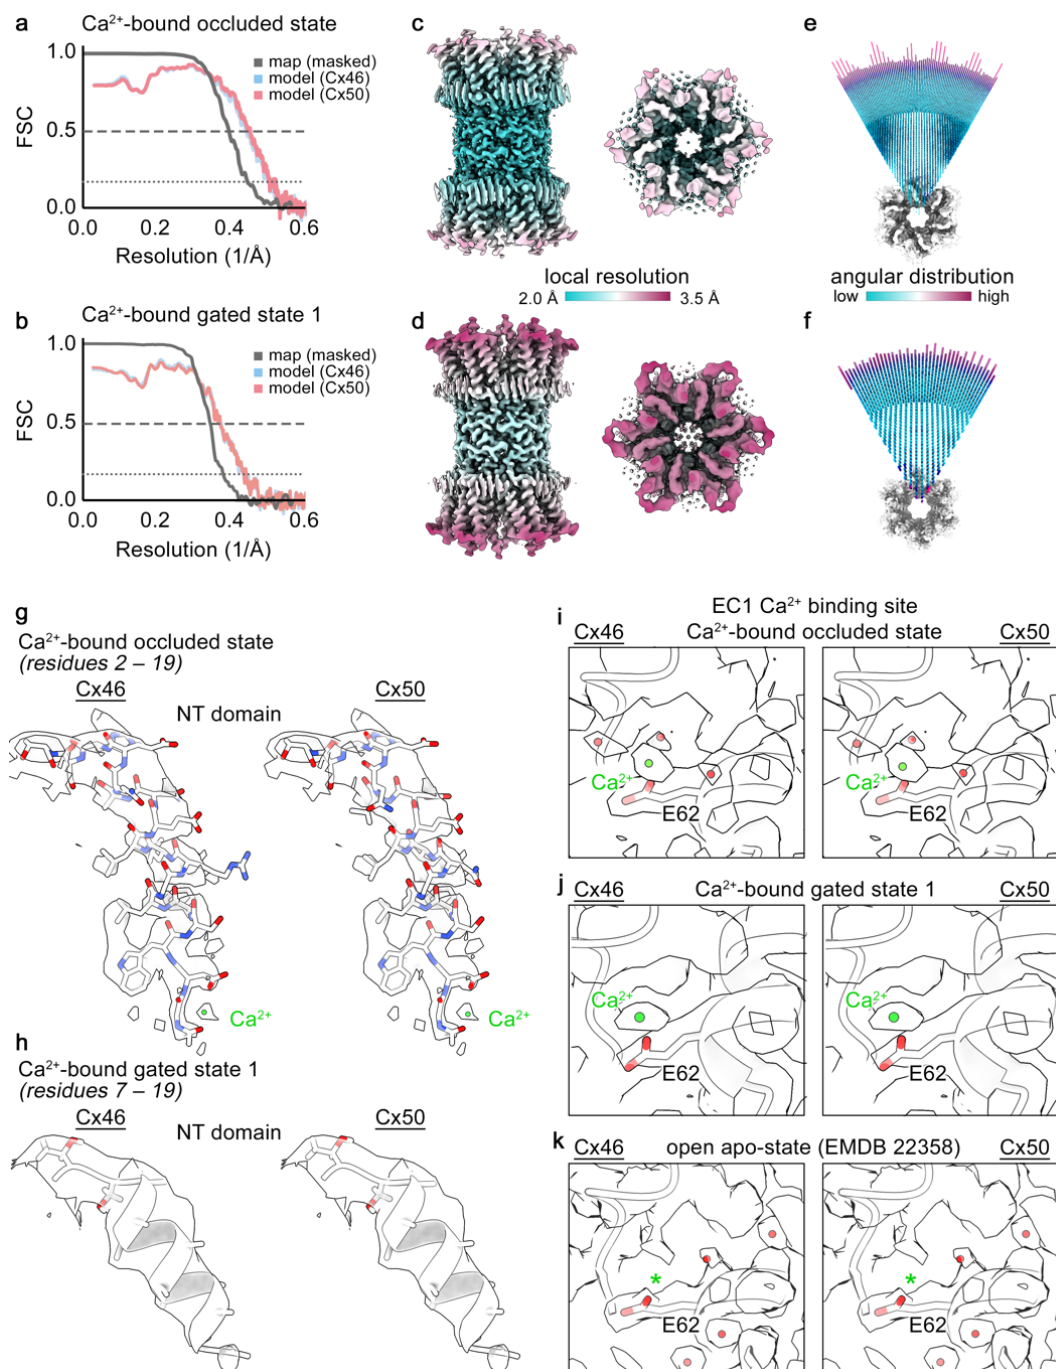 a Ca²⁺-bound occluded state
1.0
0.5
0.0
FSC
map (masked)
model (Cx46)
model (Cx50)
0.0 0.2 0.4 0.6
Resolution (1/Å)
b Ca²⁺-bound gated state 1
1.0
0.5
0.0
FSC
map (masked)
model (Cx46)
model (Cx50)
0.0 0.2 0.4 0.6
Resolution (1/Å)
c
local resolution
2.0 Å 3.5 Å
d
e
angular distribution
low high
f
g
Ca²⁺-bound occluded state
(residues 2 – 19)
Cx46 Cx50
NT domain
Ca²⁺
Ca²⁺
h
Ca²⁺-bound gated state 1
(residues 7 – 19)
Cx46 Cx50
NT domain
EC1 Ca²⁺ binding site
i Cx46 Ca²⁺-bound occluded state Cx50
Ca²⁺ Ca²⁺
E62 E62
j Cx46 Ca²⁺-bound gated state 1 Cx50
Ca²⁺ Ca²⁺
E62 E62
k Cx46 open apo-state (EMDB 22358) Cx50
* *
E62 E62